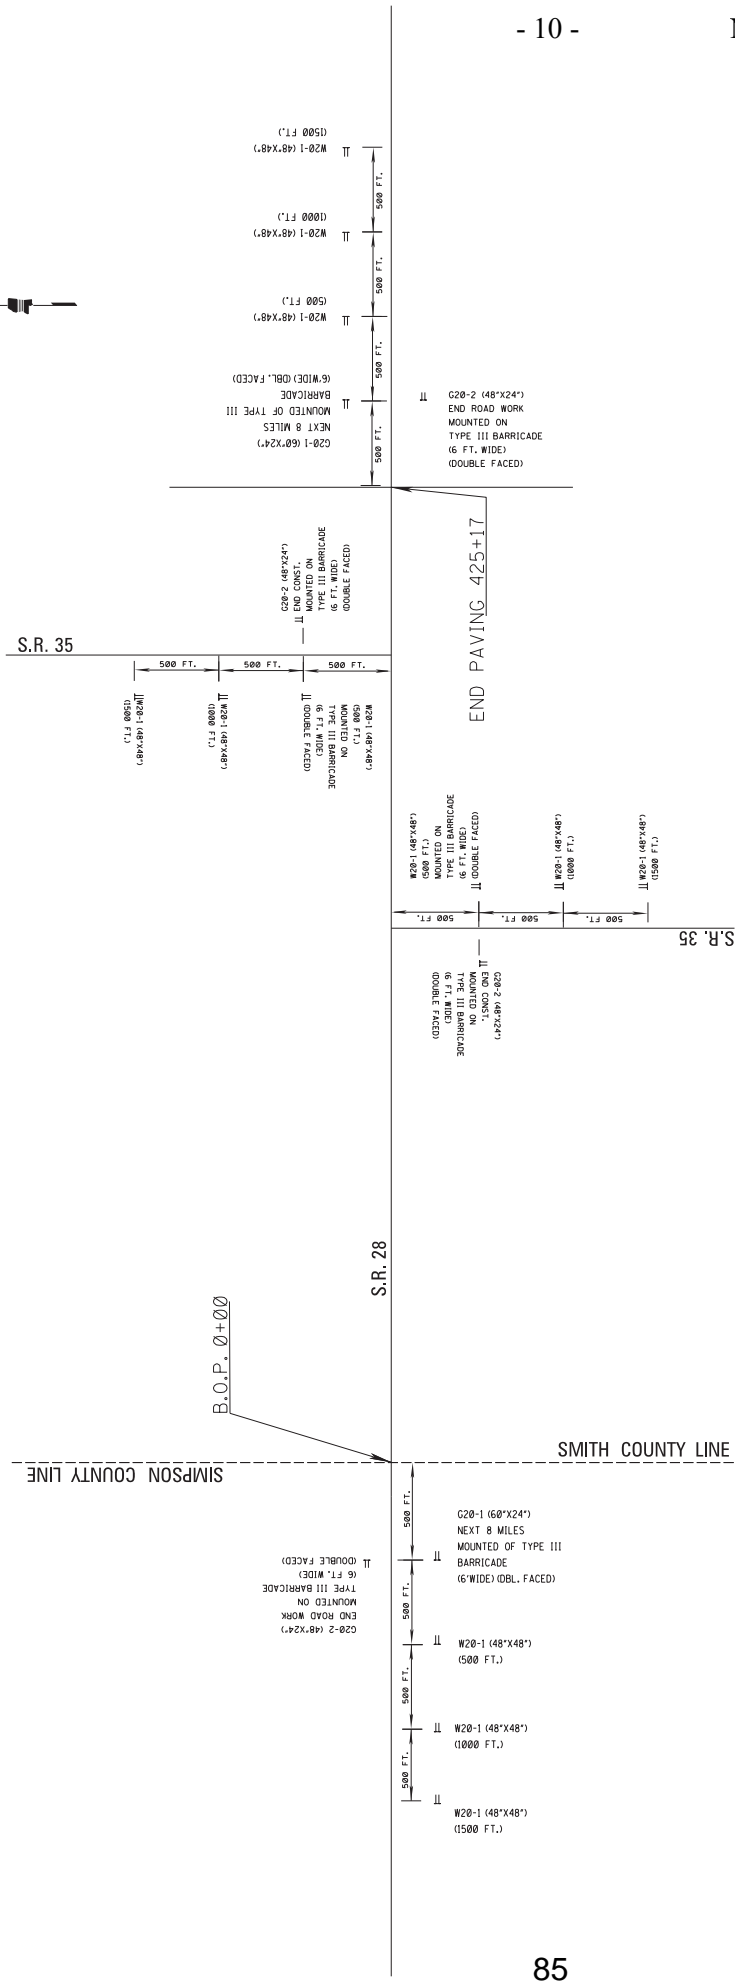 - 10 -
W20-1 (48"X48")
(1500 FT.)
500 FT.
W20-1 (48"X48")
(1000 FT.)
500 FT.
W20-1 (48"X48")
(500 FT.)
500 FT.
G20-1 (60"X24")
NEXT 8 MILES
MOUNTED OF TYPE III
BARRICADE
(6'WIDE) (DBL. FACED)
500 FT.
G20-2 (48"X24")
END ROAD WORK
MOUNTED ON
TYPE III BARRICADE
(6 FT. WIDE)
(DOUBLE FACED)
END PAVING 425+17
G20-2 (48"X24")
END CONST.
MOUNTED ON
TYPE III BARRICADE
(6 FT. WIDE)
(DOUBLE FACED)
S.R. 35
500 FT.
500 FT.
500 FT.
W20-1 (48"X48")
(1500 FT.)
W20-1 (48"X48")
(1000 FT.)
W20-1 (48"X48")
(500 FT.)
MOUNTED ON
TYPE III BARRICADE
(6 FT. WIDE)
(DOUBLE FACED)
W20-1 (48"X48")
(500 FT.)
MOUNTED ON
TYPE III BARRICADE
(6 FT. WIDE)
(DOUBLE FACED)
W20-1 (48"X48")
(1000 FT.)
W20-1 (48"X48")
(1500 FT.)
500 FT.
500 FT.
500 FT.
S.R. 35
G20-2 (48"X24")
END CONST.
MOUNTED ON
TYPE III BARRICADE
(6 FT. WIDE)
(DOUBLE FACED)
S.R. 28
B.O.P. 0+00
SMITH COUNTY LINE
SIMPSON COUNTY LINE
500 FT.
G20-1 (60"X24")
NEXT 8 MILES
MOUNTED OF TYPE III
BARRICADE
(6'WIDE) (DBL. FACED)
G20-2 (48"X24")
END ROAD WORK
MOUNTED ON
TYPE III BARRICADE
(6 FT. WIDE)
(DOUBLE FACED)
500 FT.
W20-1 (48"X48")
(500 FT.)
500 FT.
W20-1 (48"X48")
(1000 FT.)
500 FT.
W20-1 (48"X48")
(1500 FT.)
85